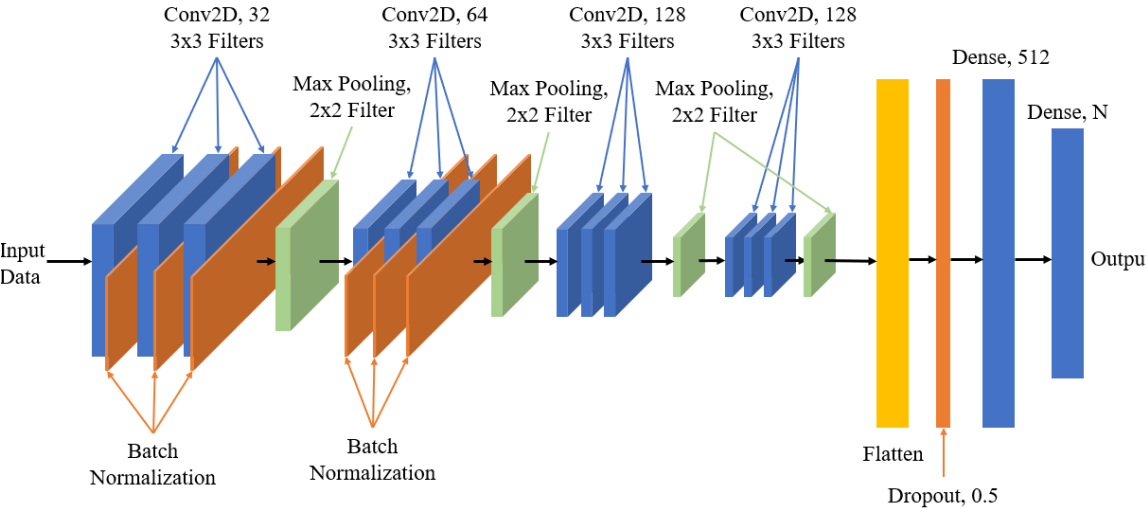 Conv2D, 32
3x3 Filters
Conv2D, 64
3x3 Filters
Conv2D, 128
3x3 Filters
Conv2D, 128
3x3 Filters
Max Pooling,
2x2 Filter
Max Pooling,
2x2 Filter
Max Pooling,
2x2 Filter
Dense, 512
Dense, N
Input
Data
Outpu
Batch
Normalization
Batch
Normalization
Flatten
Dropout, 0.5